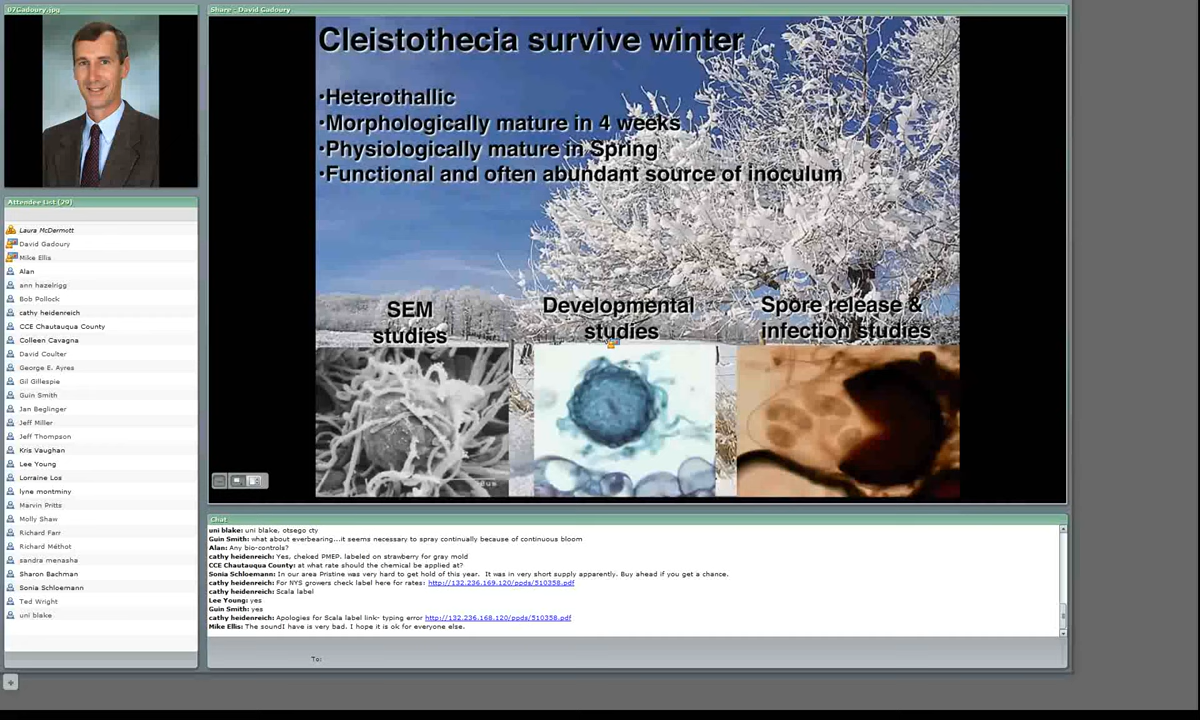 07Gadoury.jpg
Attendee List (29)
Laura McDermott
David Gadoury
Mike Ellis
Alan
ann hazelrigg
Bob Pollock
cathy heidenreich
CCE Chautauqua County
Colleen Cavagna
David Coulter
George E. Ayres
Gil Gillespie
Guin Smith
Jan Beglinger
Jeff Miller
Jeff Thompson
Kris Vaughan
Lee Young
Lorraine Los
lyne montminy
Marvin Pritts
Molly Shaw
Richard Farr
Richard Méthot
sandra menasha
Sharon Bachman
Sonia Schloemann
Ted Wright
uni blake
Share - David Gadoury
Cleistothecia survive winter
•Heterothallic
•Morphologically mature in 4 weeks
•Physiologically mature in Spring
•Functional and often abundant source of inoculum
SEM
studies
Developmental
studies
Spore release &
infection studies
Chat
uni blake: uni blake, otsego cty
Guin Smith: what about everbearing...it seems necessary to spray continually because of continuous bloom
Alan: Any bio-controls?
cathy heidenreich: Yes, cheked PMEP. labeled on strawberry for gray mold
CCE Chautauqua County: at what rate should the chemical be applied at?
Sonia Schloemann: In our area Pristine was very hard to get hold of this year.  It was in very short supply apparently. Buy ahead if you get a chance.
cathy heidenreich: For NYS growers check label here for rates: http://132.236.169.120/ppds/510358.pdf
cathy heidenreich: Scala label
Lee Young: yes
Guin Smith: yes
cathy heidenreich: Apologies for Scala label link- typing error http://132.236.168.120/ppds/510358.pdf
Mike Ellis: The soundI have is very bad. I hope it is ok for everyone else.
To: